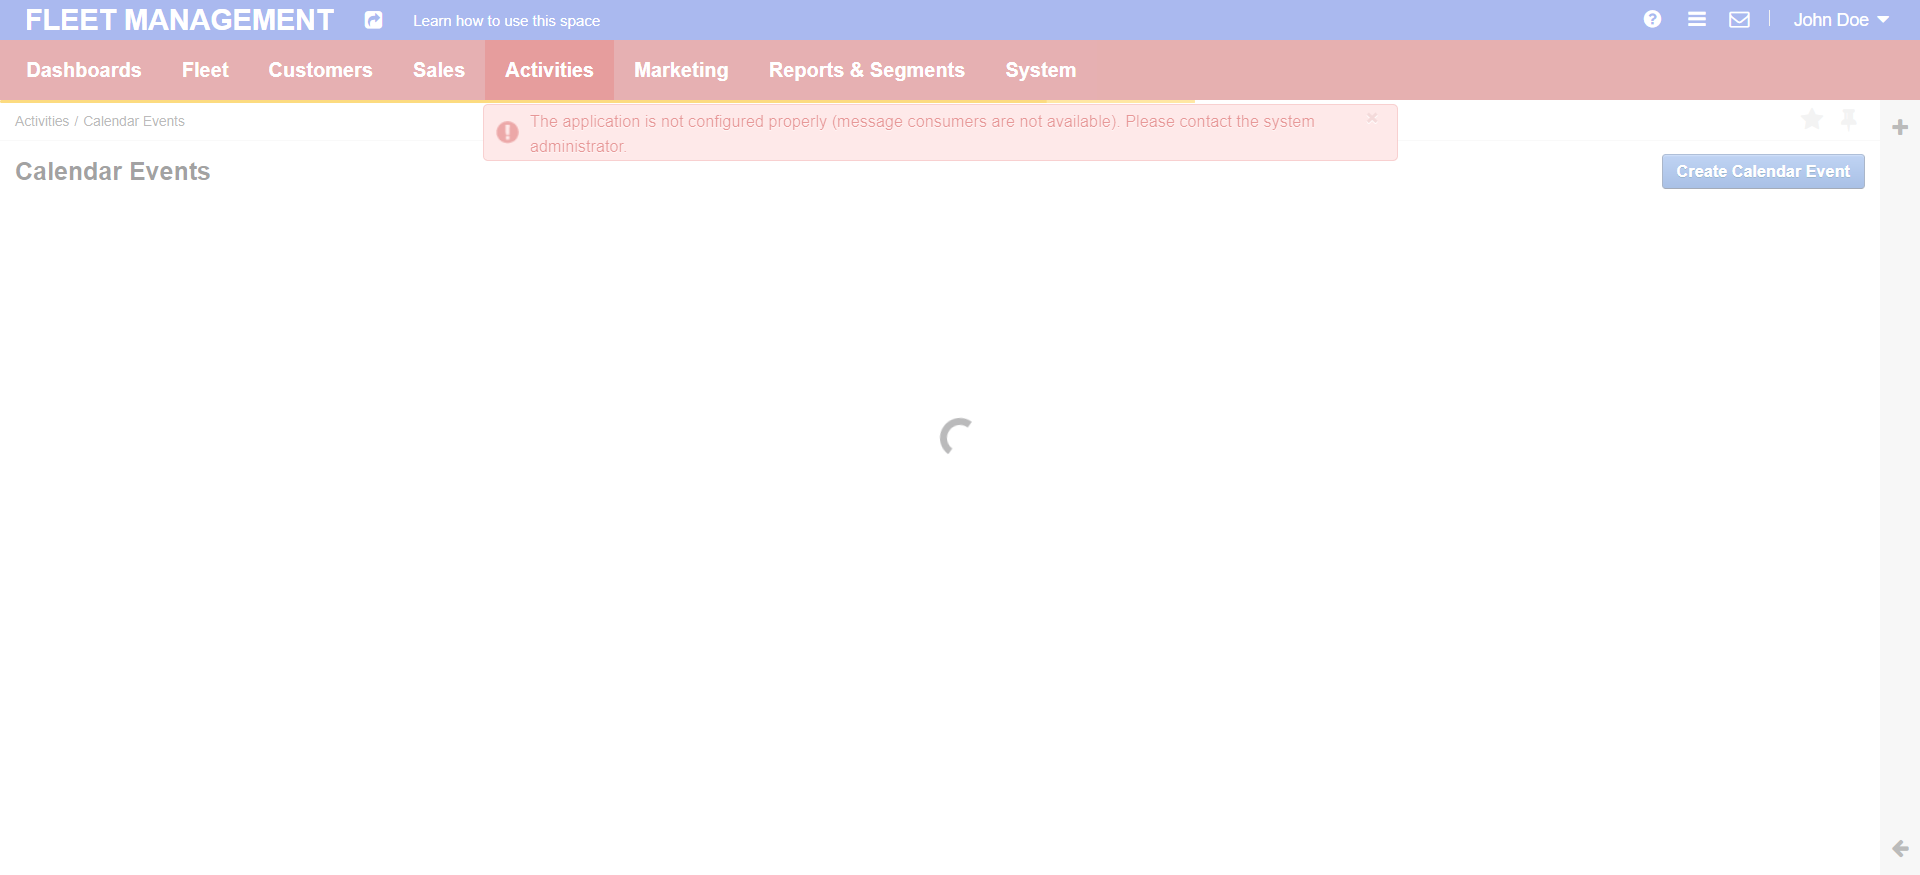 FLEET MANAGEMENT
Learn how to use this space
John Doe
Dashboards
Fleet
Customers
Sales
Activities
Marketing
Reports & Segments
System
Activities / Calendar Events
The application is not configured properly (message consumers are not available). Please contact the system
administrator.
×
Calendar Events
Create Calendar Event